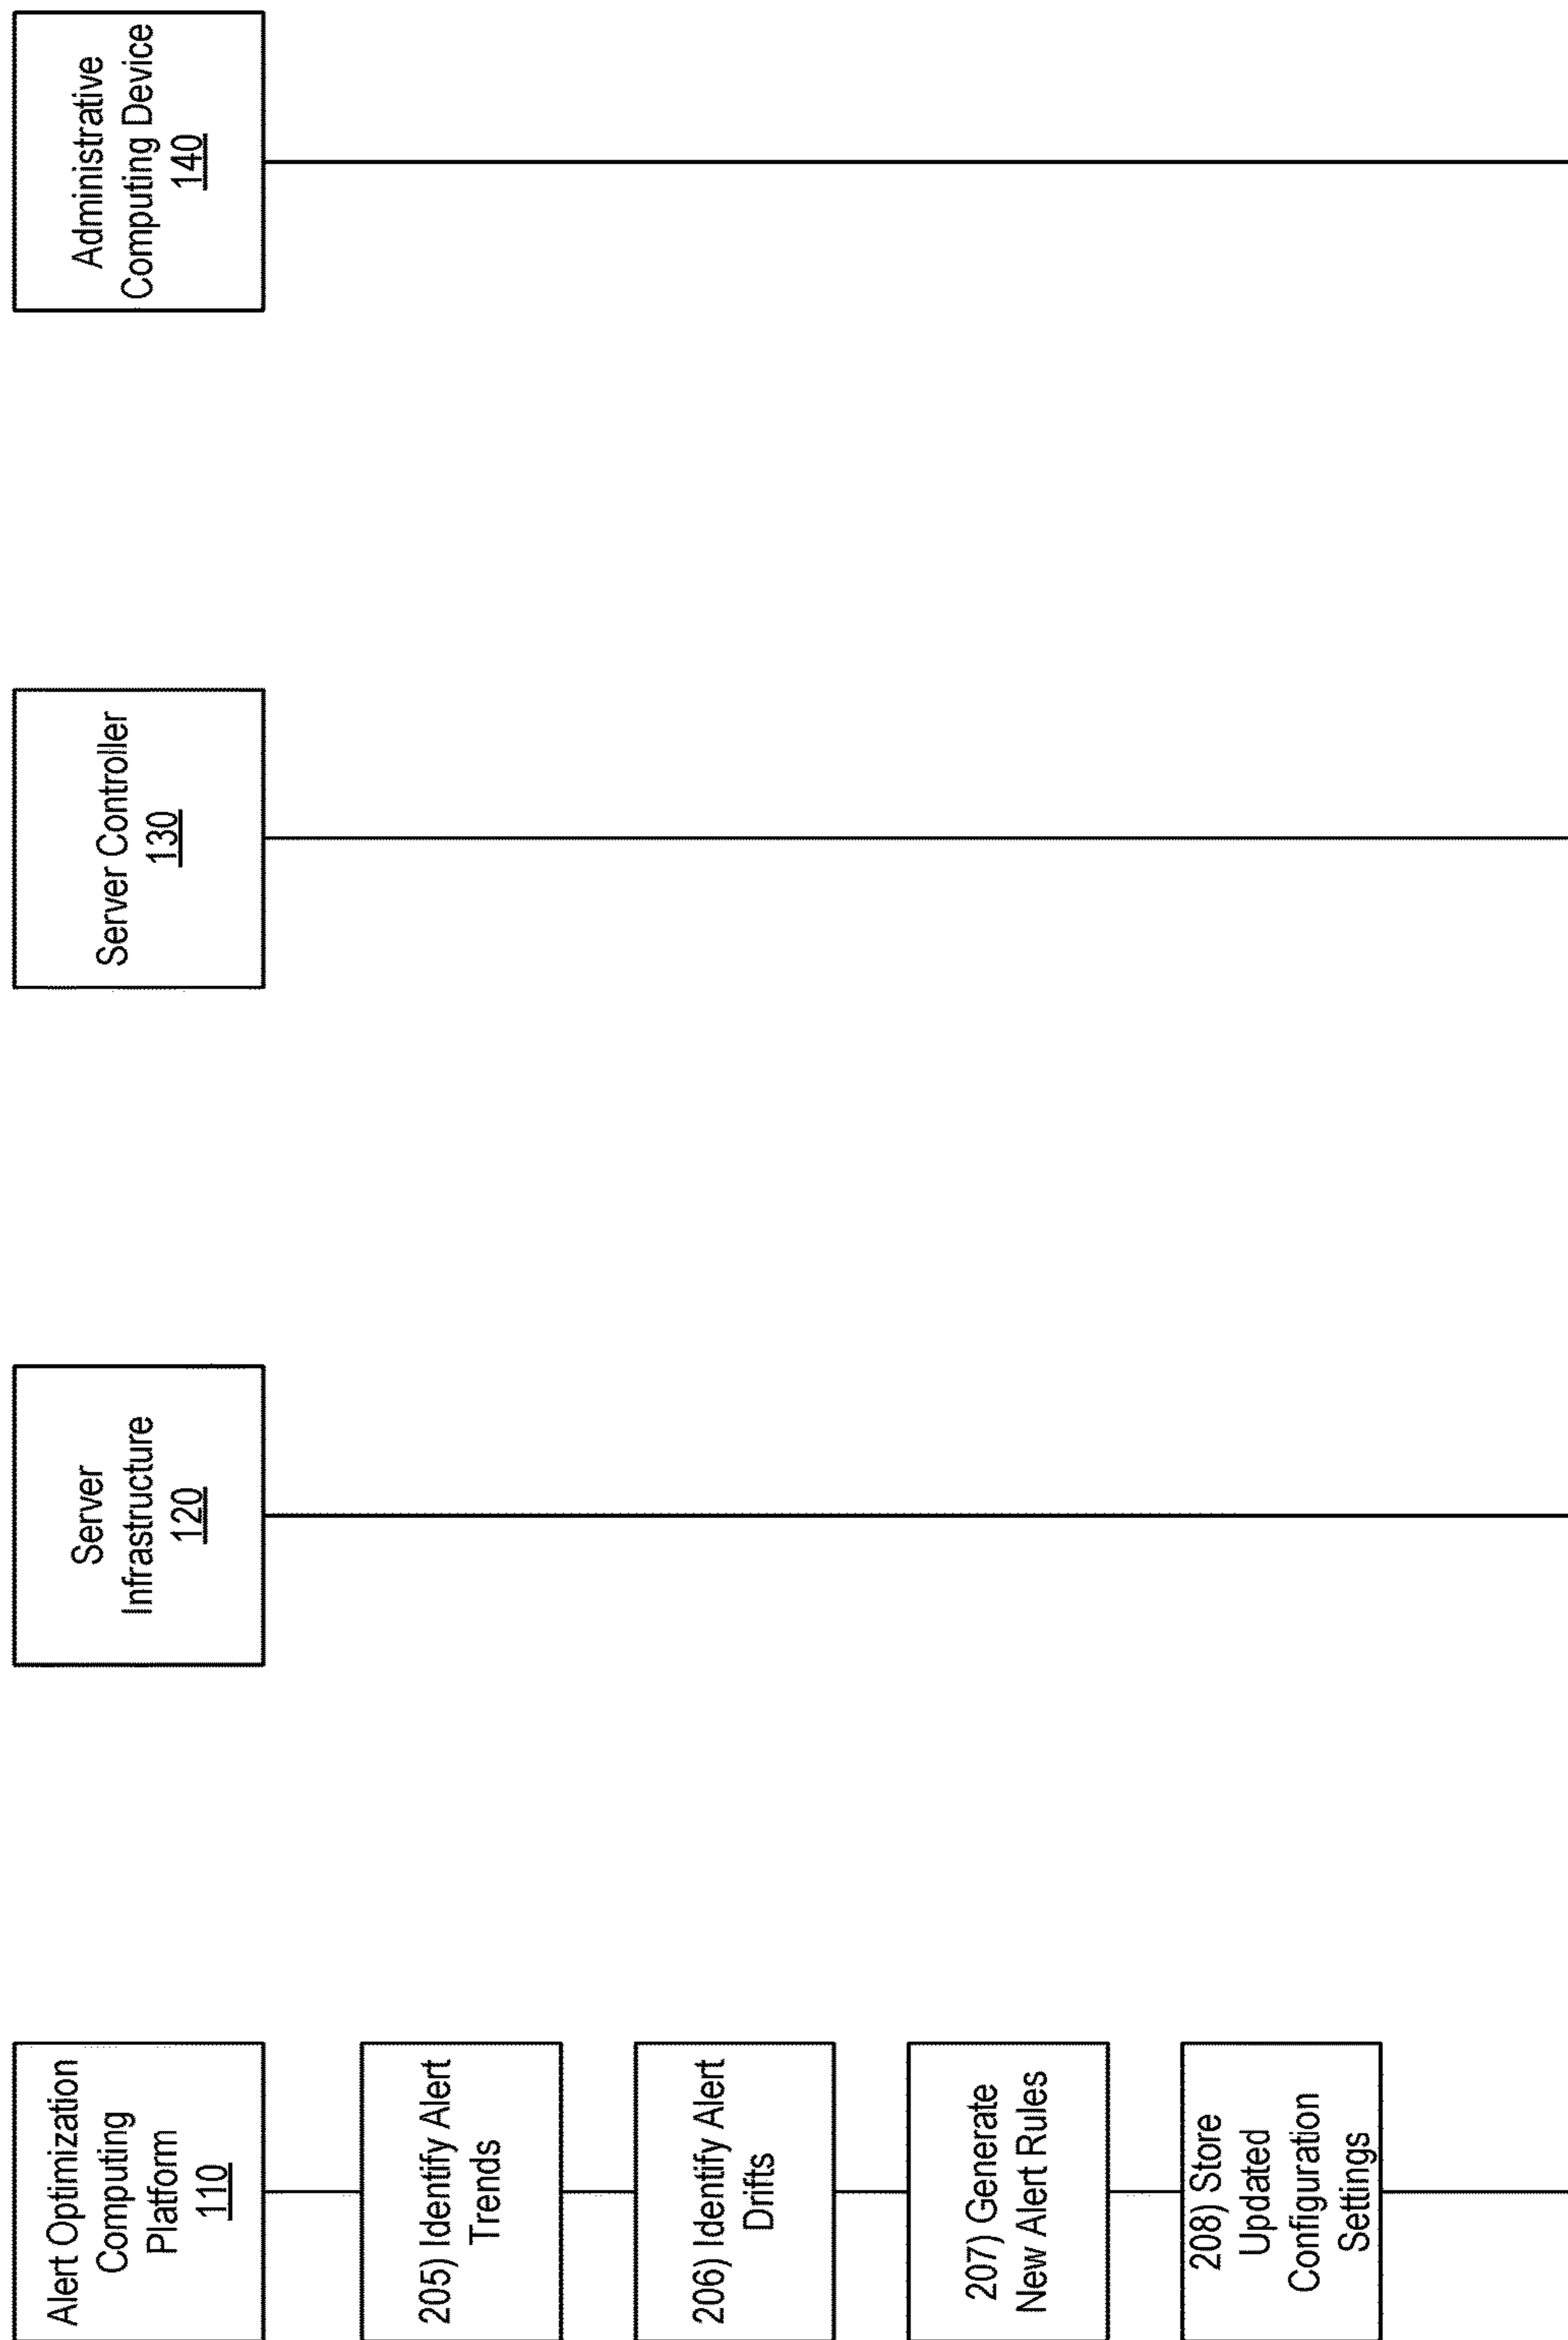 Alert Optimization
Computing
Platform
110
Server
Infrastructure
120
Server Controller
130
Administrative
Computing Device
140
205) Identify Alert
Trends
206) Identify Alert
Drifts
207) Generate
New Alert Rules
208) Store
Updated
Configuration
Settings